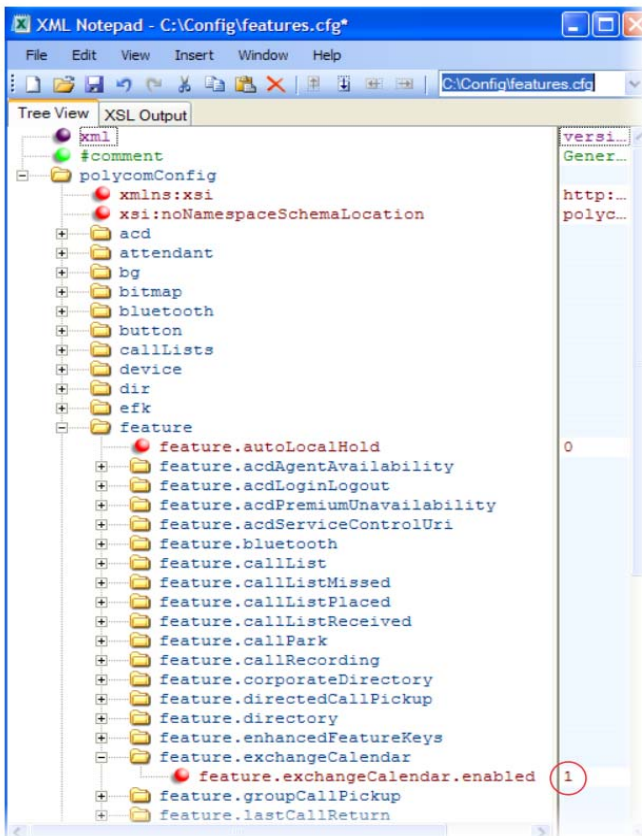 XML Notepad - C:\Config\features.cfg*
File Edit View Insert Window Help
C:\Config\features.cfg
Tree View XSL Output
xml versi...
#comment Gener...
polycomConfig
xmlns:xsi http:...
xsi:noNamespaceSchemaLocation polyc...
acd
attendant
bg
bitmap
bluetooth
button
callLists
device
dir
efk
feature
feature.autoLocalHold 0
feature.acdAgentAvailability
feature.acdLoginLogout
feature.acdPremiumUnavailability
feature.acdServiceControlUri
feature.bluetooth
feature.callList
feature.callListMissed
feature.callListPlaced
feature.callListReceived
feature.callPark
feature.callRecording
feature.corporateDirectory
feature.directedCallPickup
feature.directory
feature.enhancedFeatureKeys
feature.exchangeCalendar
feature.exchangeCalendar.enabled 1
feature.groupCallPickup
feature.lastCallReturn